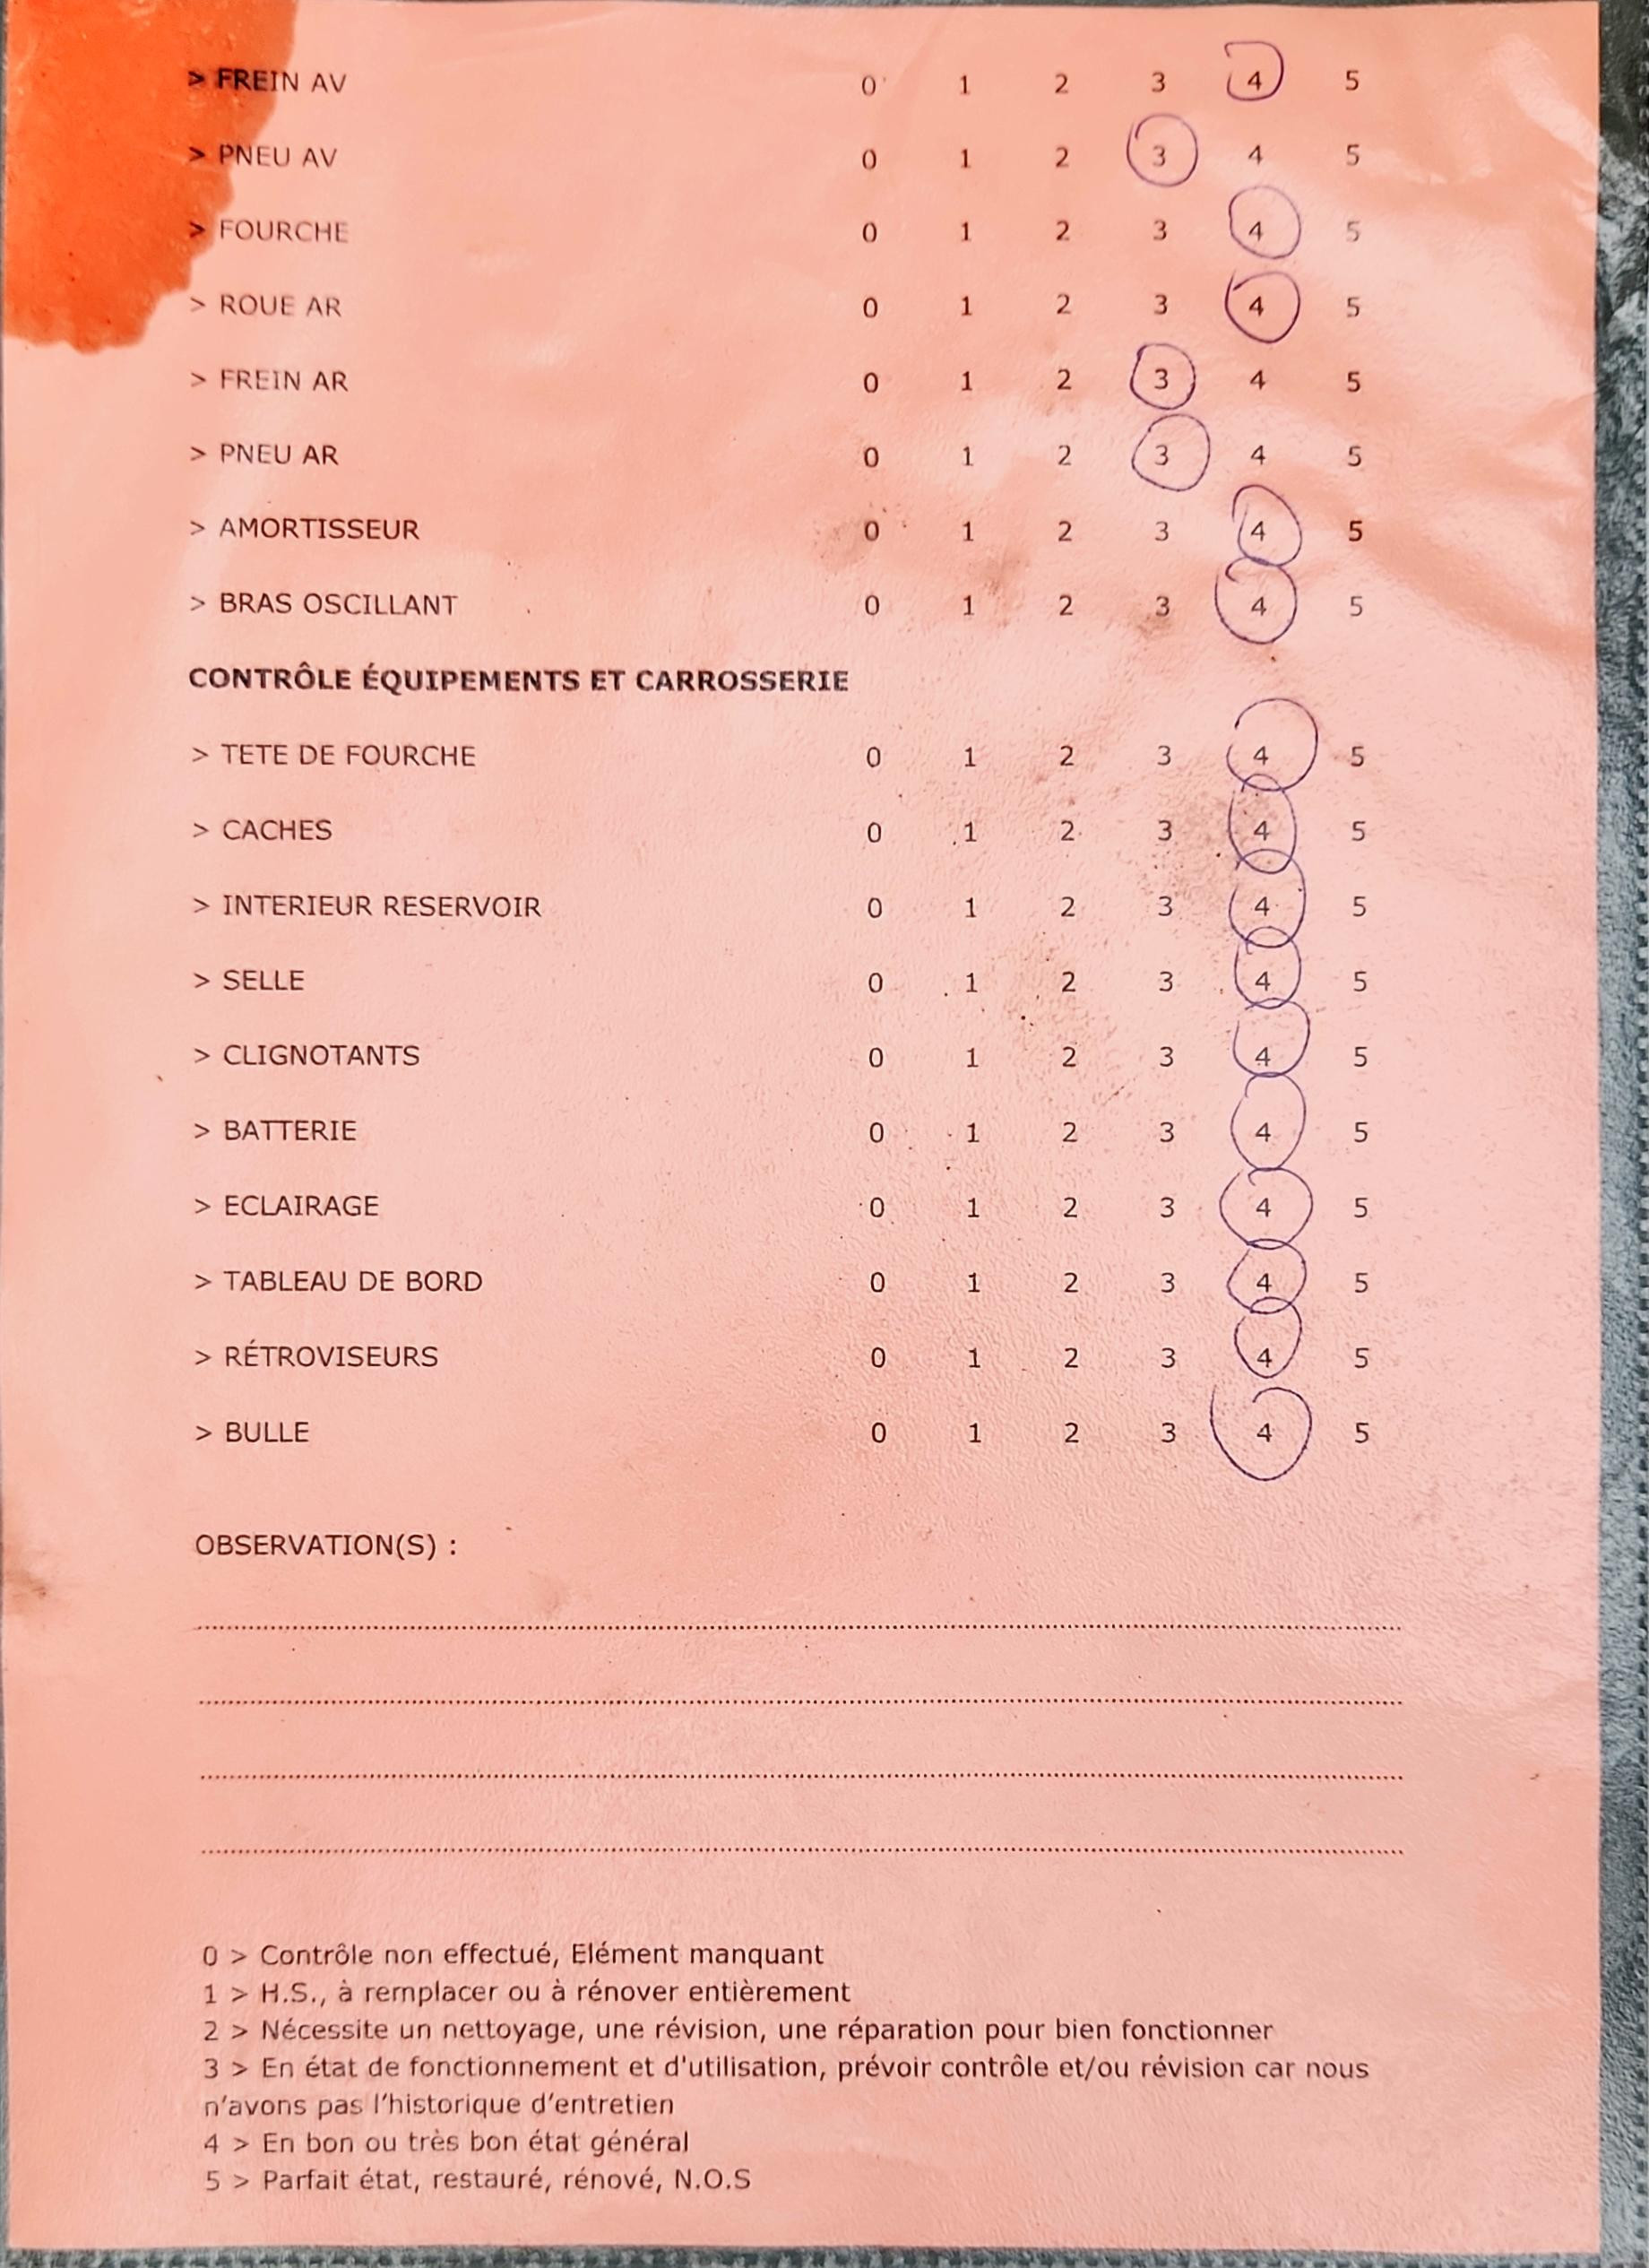 > FREIN AV 0 1 2 3 4 5
> PNEU AV 0 1 2 3 4 5
> FOURCHE 0 1 2 3 4 5
> ROUE AR 0 1 2 3 4 5
> FREIN AR 0 1 2 3 4 5
> PNEU AR 0 1 2 3 4 5
> AMORTISSEUR 0 1 2 3 4 5
> BRAS OSCILLANT 0 1 2 3 4 5
CONTRÔLE ÉQUIPEMENTS ET CARROSSERIE
> TETE DE FOURCHE 0 1 2 3 4 5
> CACHES 0 1 2 3 4 5
> INTERIEUR RESERVOIR 0 1 2 3 4 5
> SELLE 0 1 2 3 4 5
> CLIGNOTANTS 0 1 2 3 4 5
> BATTERIE 0 1 2 3 4 5
> ECLAIRAGE 0 1 2 3 4 5
> TABLEAU DE BORD 0 1 2 3 4 5
> RÉTROVISEURS 0 1 2 3 4 5
> BULLE 0 1 2 3 4 5
OBSERVATION(S) :
0 > Contrôle non effectué, Elément manquant
1 > H.S., à remplacer ou à rénover entièrement
2 > Nécessite un nettoyage, une révision, une réparation pour bien fonctionner
3 > En état de fonctionnement et d'utilisation, prévoir contrôle et/ou révision car nous
n'avons pas l'historique d'entretien
4 > En bon ou très bon état général
5 > Parfait état, restauré, rénové, N.O.S